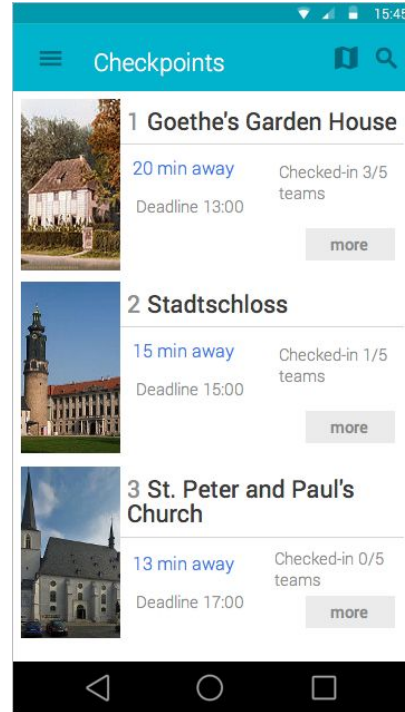 15:45
Checkpoints
1 Goethe's Garden House
20 min away
Checked-in 3/5
teams
Deadline 13:00
more
2 Stadtschloss
15 min away
Checked-in 1/5
teams
Deadline 15:00
more
3 St. Peter and Paul's
Church
13 min away
Checked-in 0/5
teams
Deadline 17:00
more